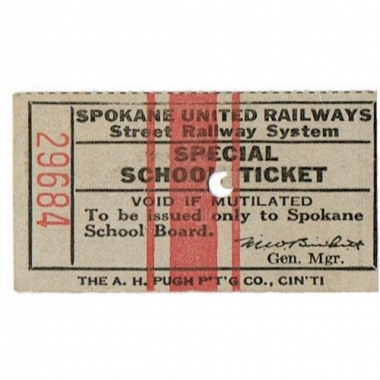 29684
SPOKANE UNITED RAILWAYS
Street Railway System
SPECIAL
SCHOOL TICKET
VOID IF MUTILATED
To be issued only to Spokane
School Board.
Gen. Mgr.
THE A. H. PUGH P'T'G CO., CIN'TI